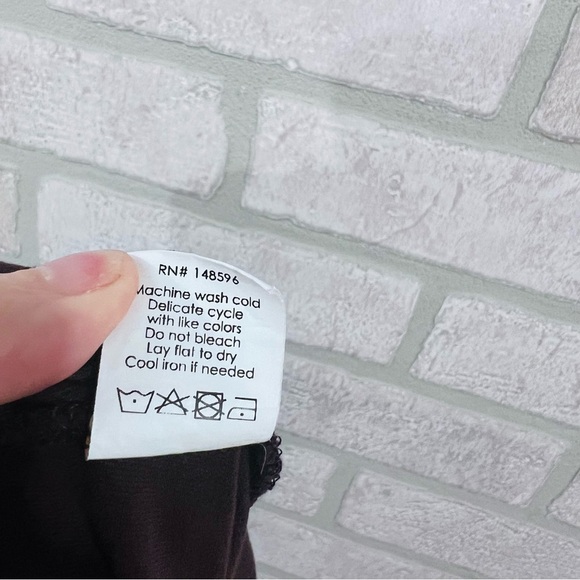 RN# 148596
Machine wash cold
Delicate cycle
with like colors
Do not bleach
Lay flat to dry
Cool iron if needed